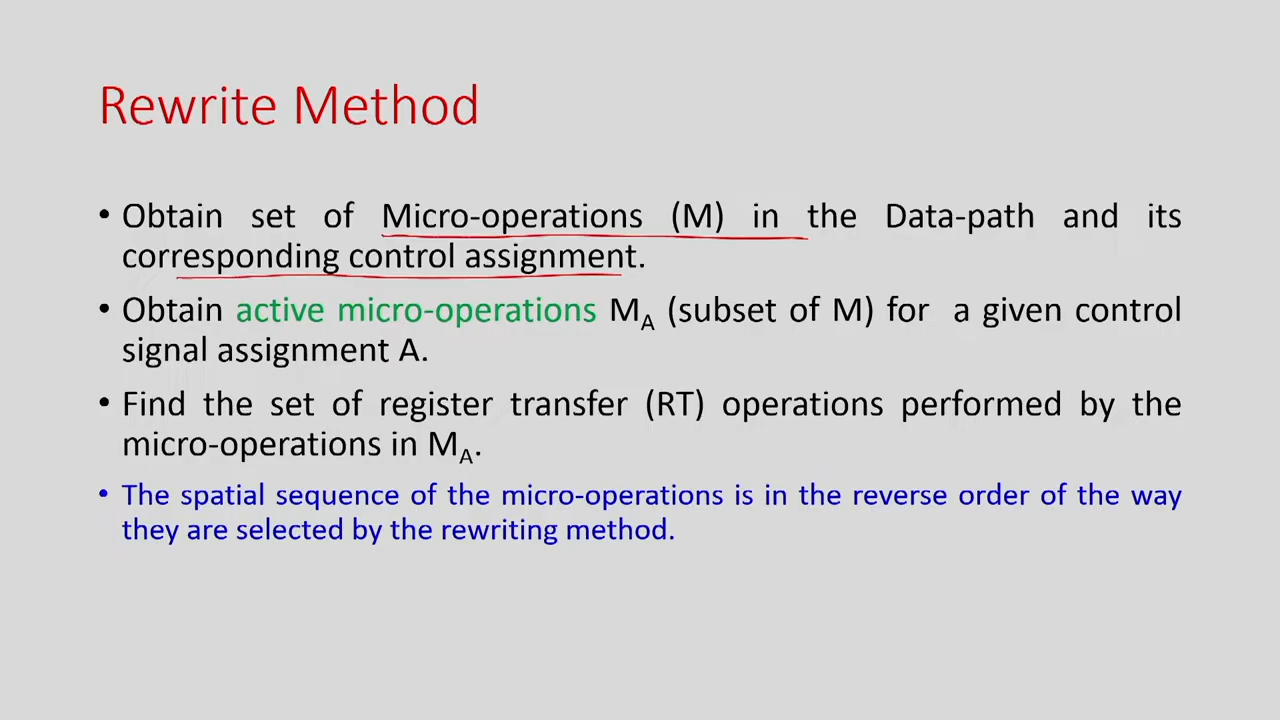 Rewrite Method
• Obtain set of Micro-operations (M) in the Data-path and its
corresponding control assignment.
• Obtain active micro-operations MA (subset of M) for a given control
signal assignment A.
• Find the set of register transfer (RT) operations performed by the
micro-operations in MA.
• The spatial sequence of the micro-operations is in the reverse order of the way
they are selected by the rewriting method.